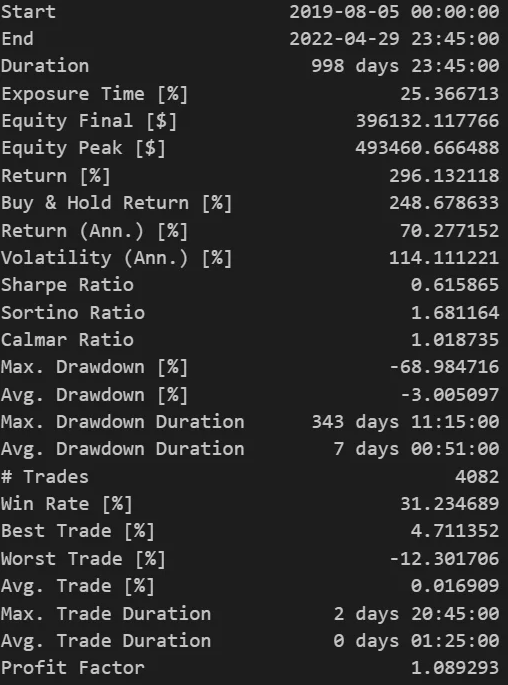 Start 2019-08-05 00:00:00
End 2022-04-29 23:45:00
Duration 998 days 23:45:00
Exposure Time [%] 25.366713
Equity Final [$] 396132.117766
Equity Peak [$] 493460.666488
Return [%] 296.132118
Buy & Hold Return [%] 248.678633
Return (Ann.) [%] 70.277152
Volatility (Ann.) [%] 114.111221
Sharpe Ratio 0.615865
Sortino Ratio 1.681164
Calmar Ratio 1.018735
Max. Drawdown [%] -68.984716
Avg. Drawdown [%] -3.005097
Max. Drawdown Duration 343 days 11:15:00
Avg. Drawdown Duration 7 days 00:51:00
# Trades 4082
Win Rate [%] 31.234689
Best Trade [%] 4.711352
Worst Trade [%] -12.301706
Avg. Trade [%] 0.016909
Max. Trade Duration 2 days 20:45:00
Avg. Trade Duration 0 days 01:25:00
Profit Factor 1.089293